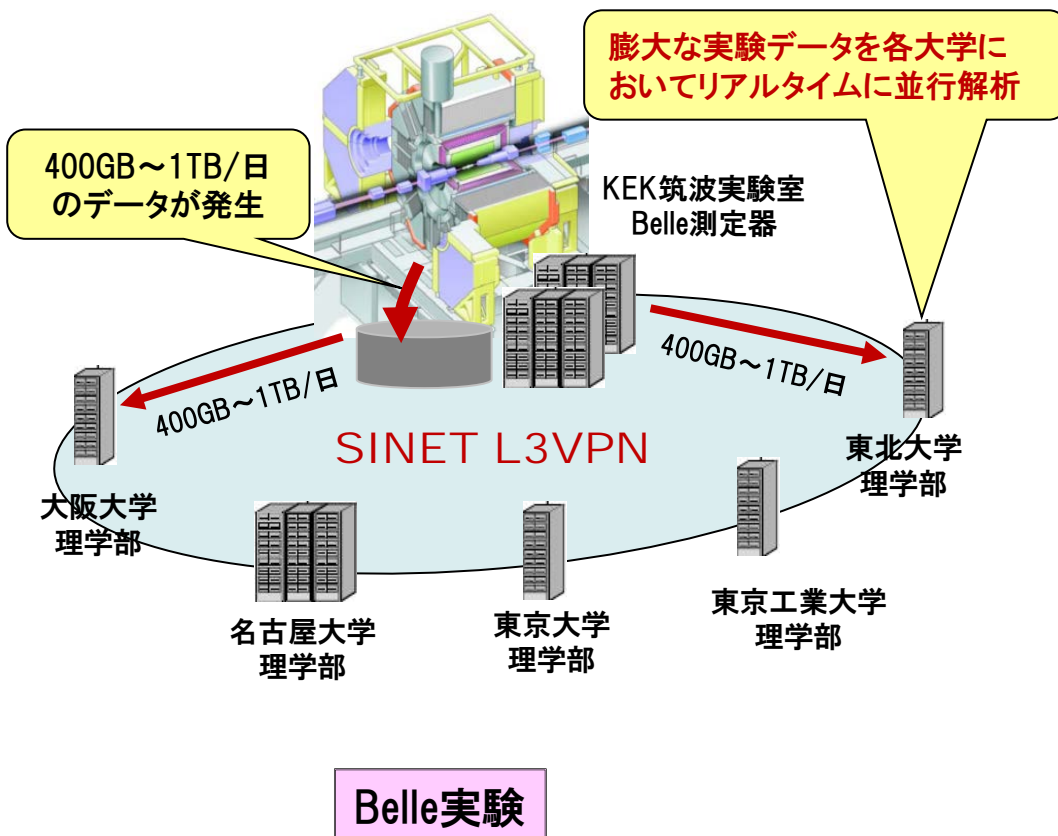 膨大な実験データを各大学に
おいてリアルタイムに並行解析
400GB～1TB/日
のデータが発生
KEK筑波実験室
Belle測定器
400GB～1TB/日
400GB～1TB/日
SINET L3VPN
東北大学
理学部
大阪大学
理学部
東京工業大学
理学部
名古屋大学
理学部
東京大学
理学部
Belle実験